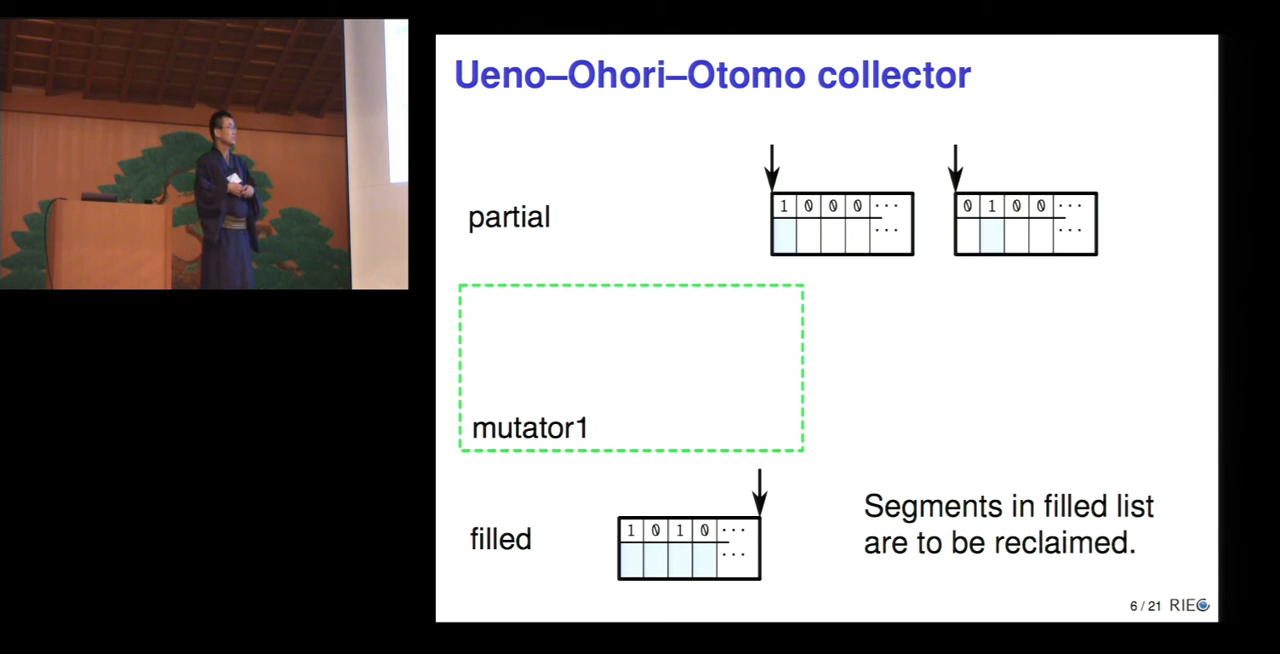 Ueno–Ohori–Otomo collector
partial
1 0 0 0 ...
...
0 1 0 0 ...
...
mutator1
filled
1 0 1 0 ...
...
Segments in filled list
are to be reclaimed.
6 / 21 RIEC